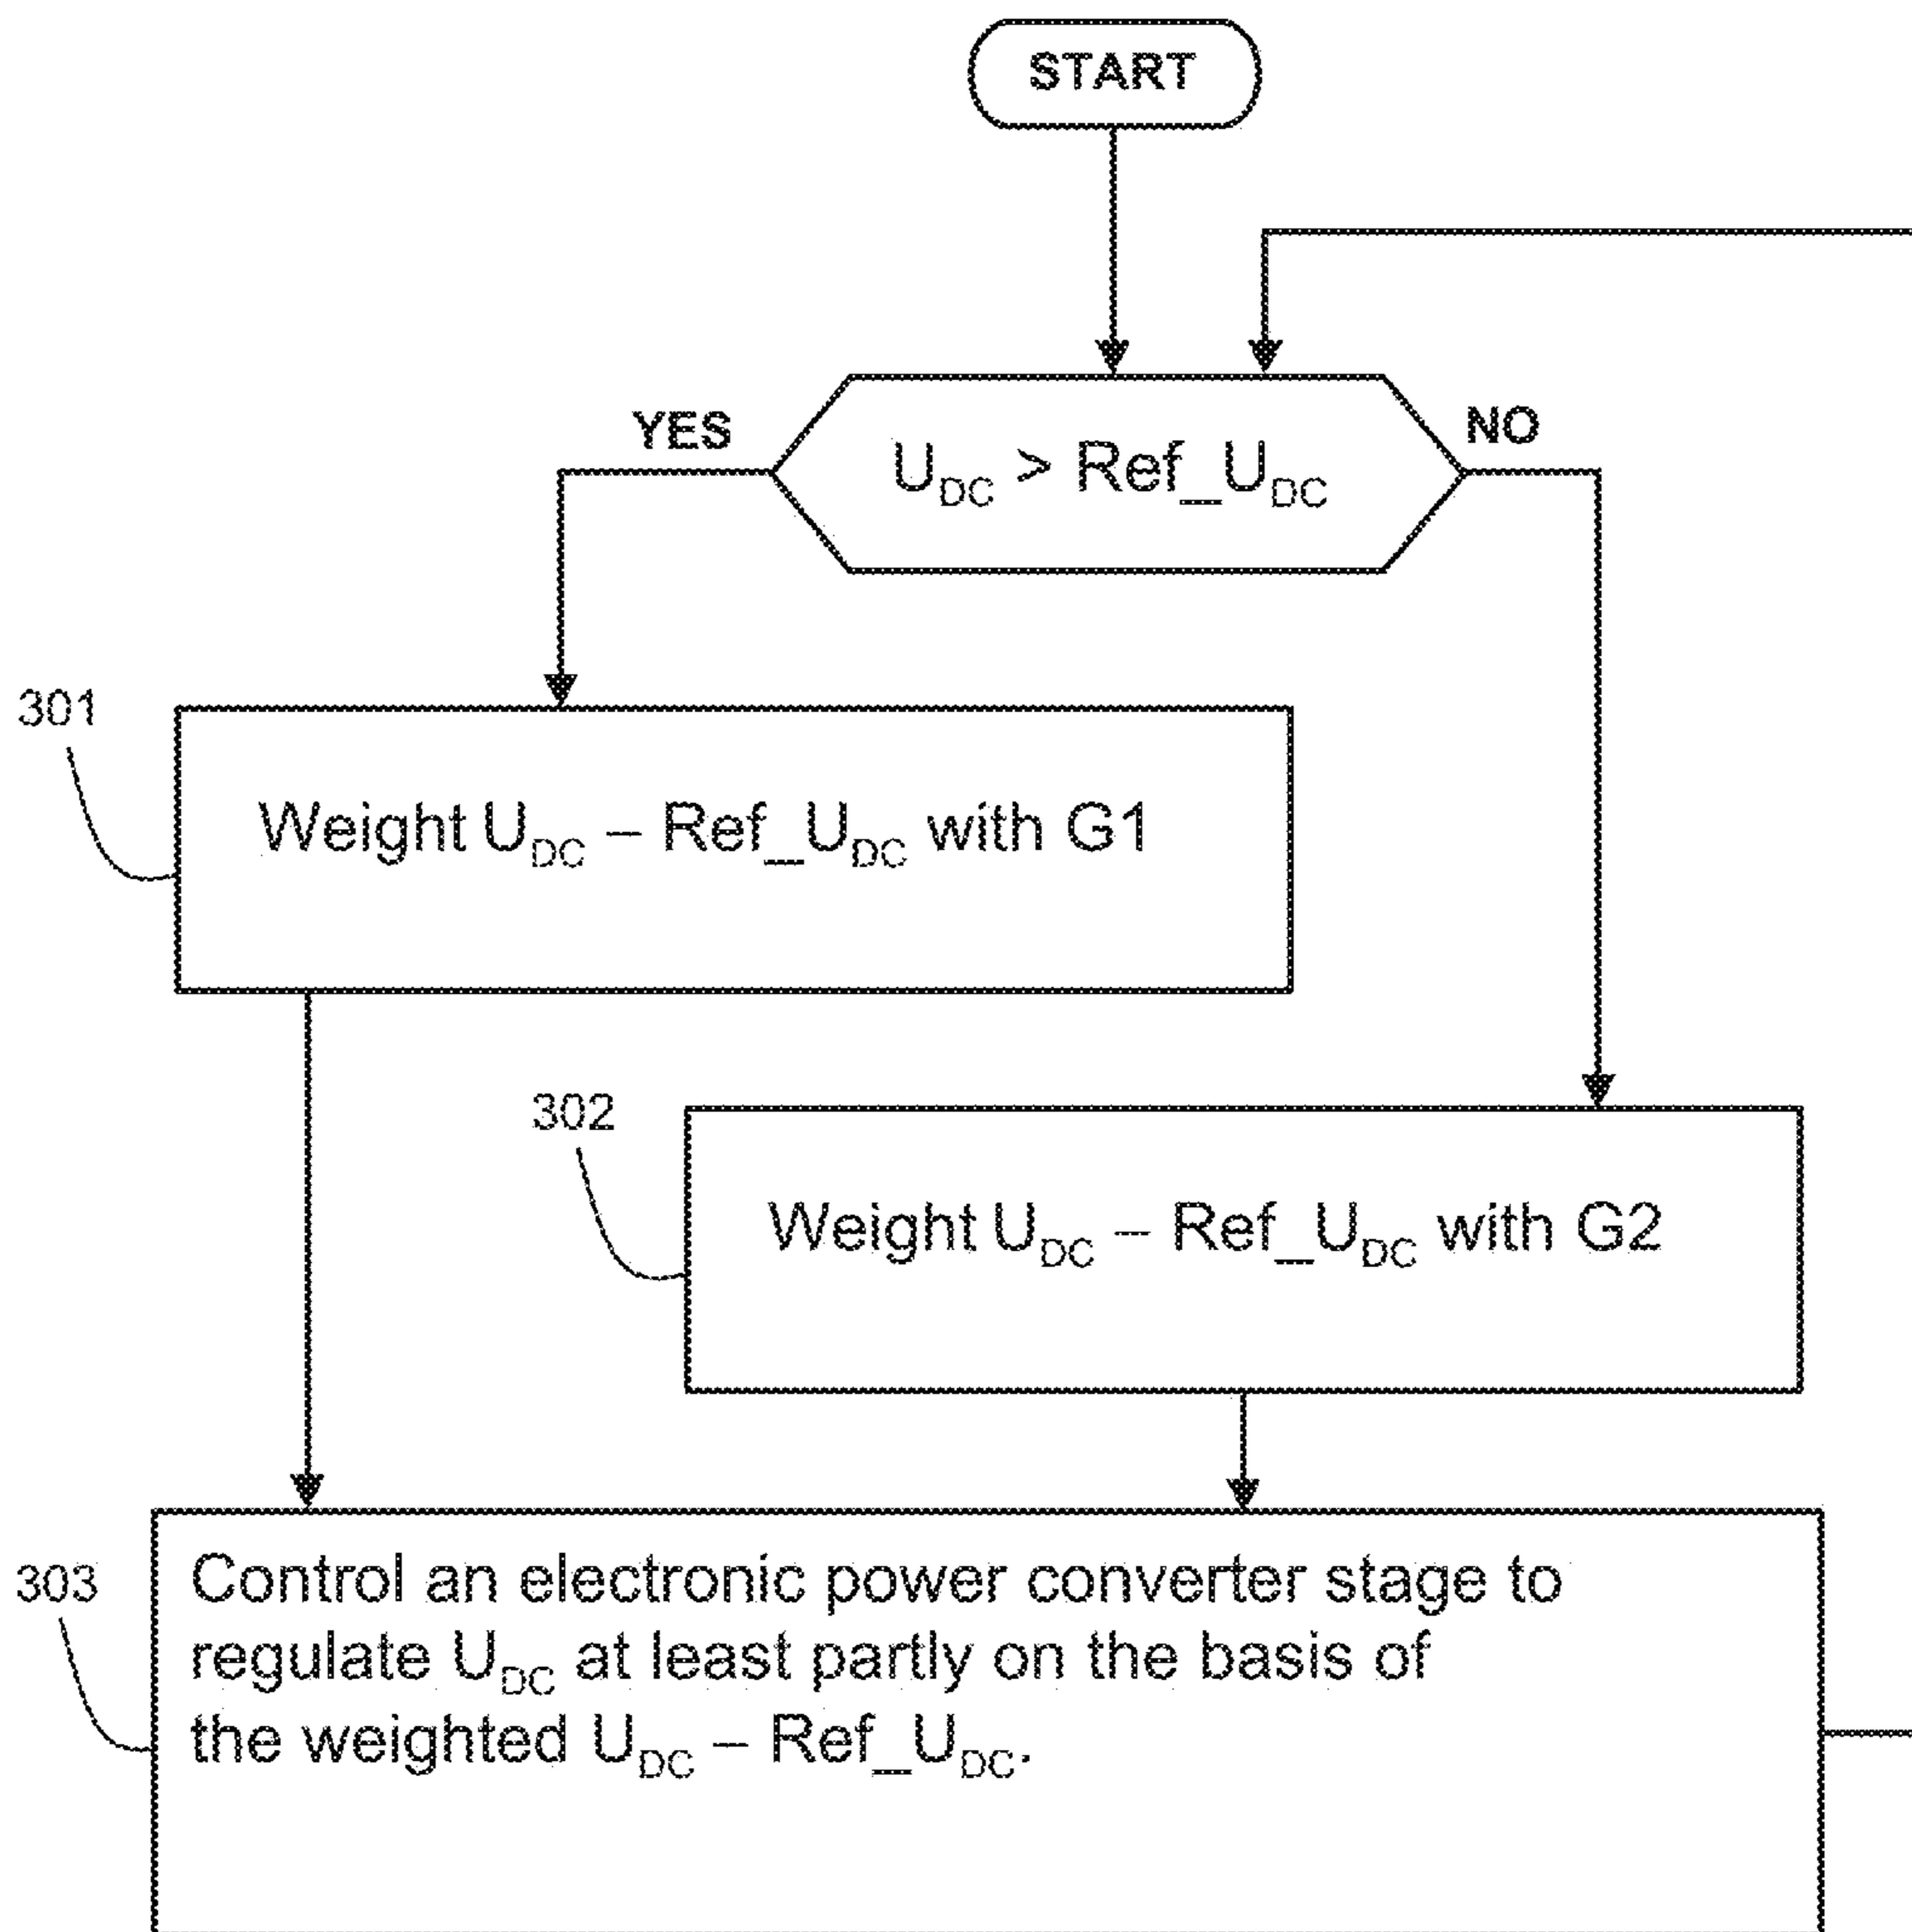 START
YES
NO
U_DC > Ref_U_DC
301
Weight U_DC – Ref_U_DC with G1
302
Weight U_DC – Ref_U_DC with G2
303
Control an electronic power converter stage to
regulate U_DC at least partly on the basis of
the weighted U_DC – Ref_U_DC.